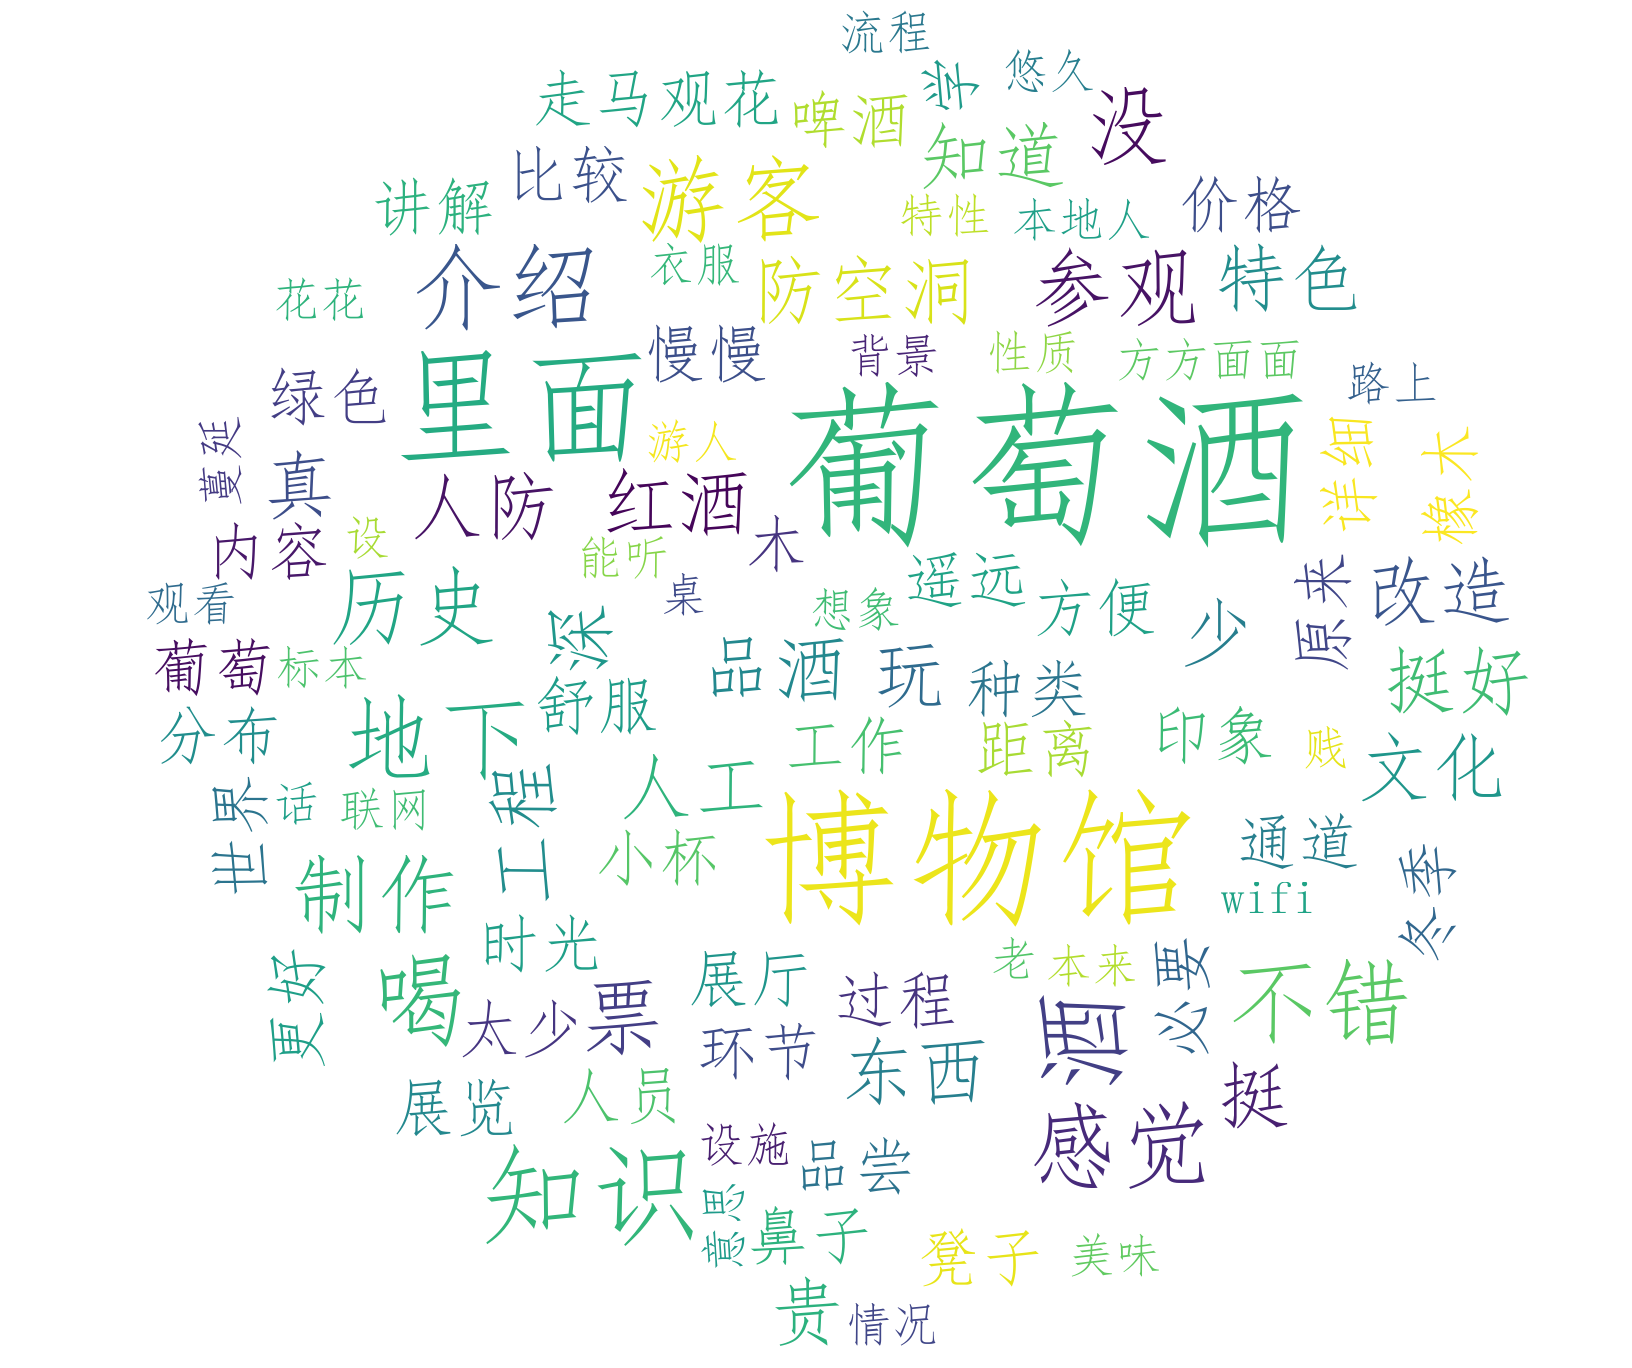 流程
走马观花
啤酒
学
悠久
没
讲解
比较
游客
知道
特性
本地人
价格
花花
介绍
衣服
防空洞
参观
特色
绿色
里面
慢慢
背景
性质
方方面面
路上
蔓延
真
游人
葡萄酒
详细
橡木
内容
设
人防
红酒
能听
木
观看
历史
桌
想象
遥远
方便
少
原来
改造
葡萄
标本
深
品酒
玩
种类
挺好
分布
地下
舒服
工作
距离
印象
贱
文化
世界
话
联网
工程
人工
小杯
博物馆
通道
wifi
冬季
制作
时光
更好
喝
太少
票
展厅
过程
老
本来
必要
不错
环节
东西
酒
展览
人员
感觉
挺
知识
设施
品尝
意思
鼻子
凳子
美味
贵
情况